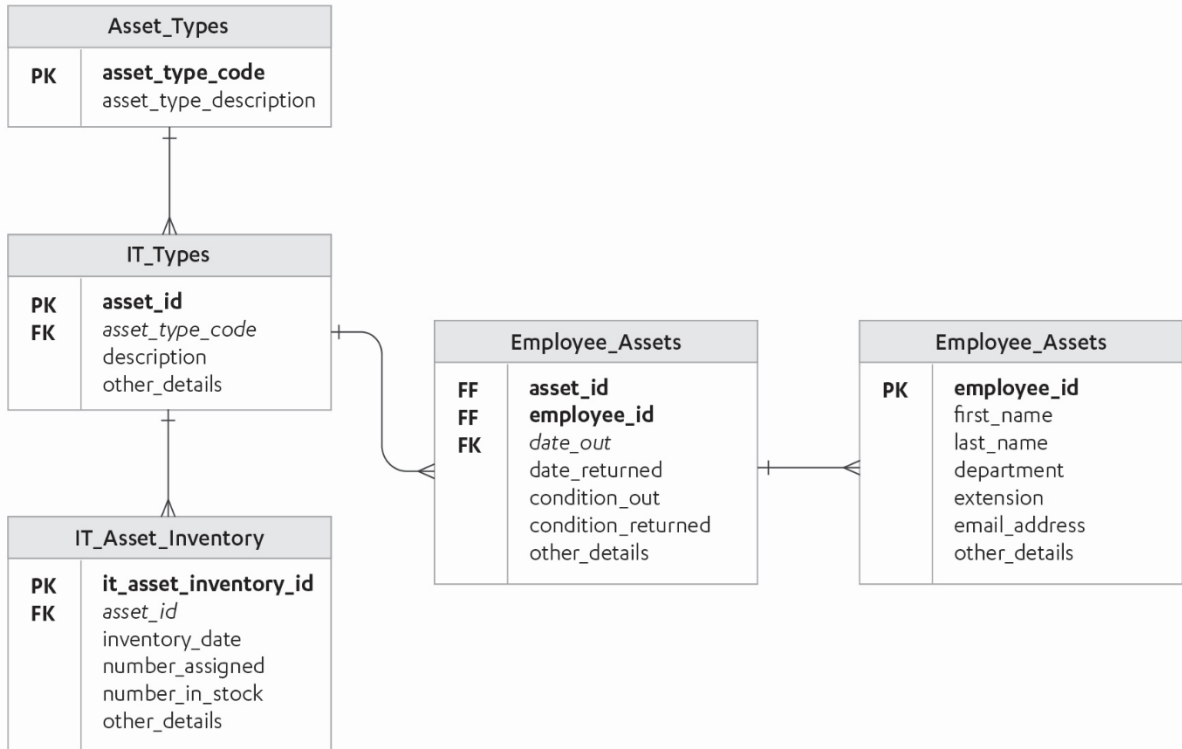 Asset_Types
PK asset_type_code
asset_type_description
IT_Types
PK asset_id
FK asset_type_code
description
other_details
IT_Asset_Inventory
PK it_asset_inventory_id
FK asset_id
inventory_date
number_assigned
number_in_stock
other_details
Employee_Assets
FF asset_id
FF employee_id
FK date_out
date_returned
condition_out
condition_returned
other_details
Employee_Assets
PK employee_id
first_name
last_name
department
extension
email_address
other_details